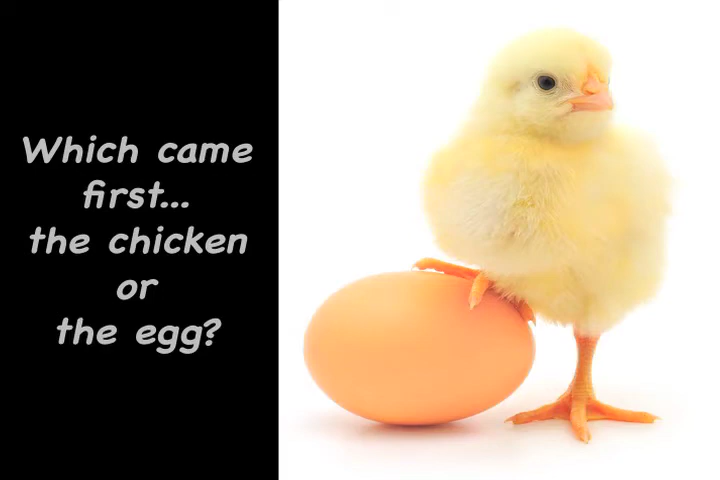 Which came
first...
the chicken
or
the egg?